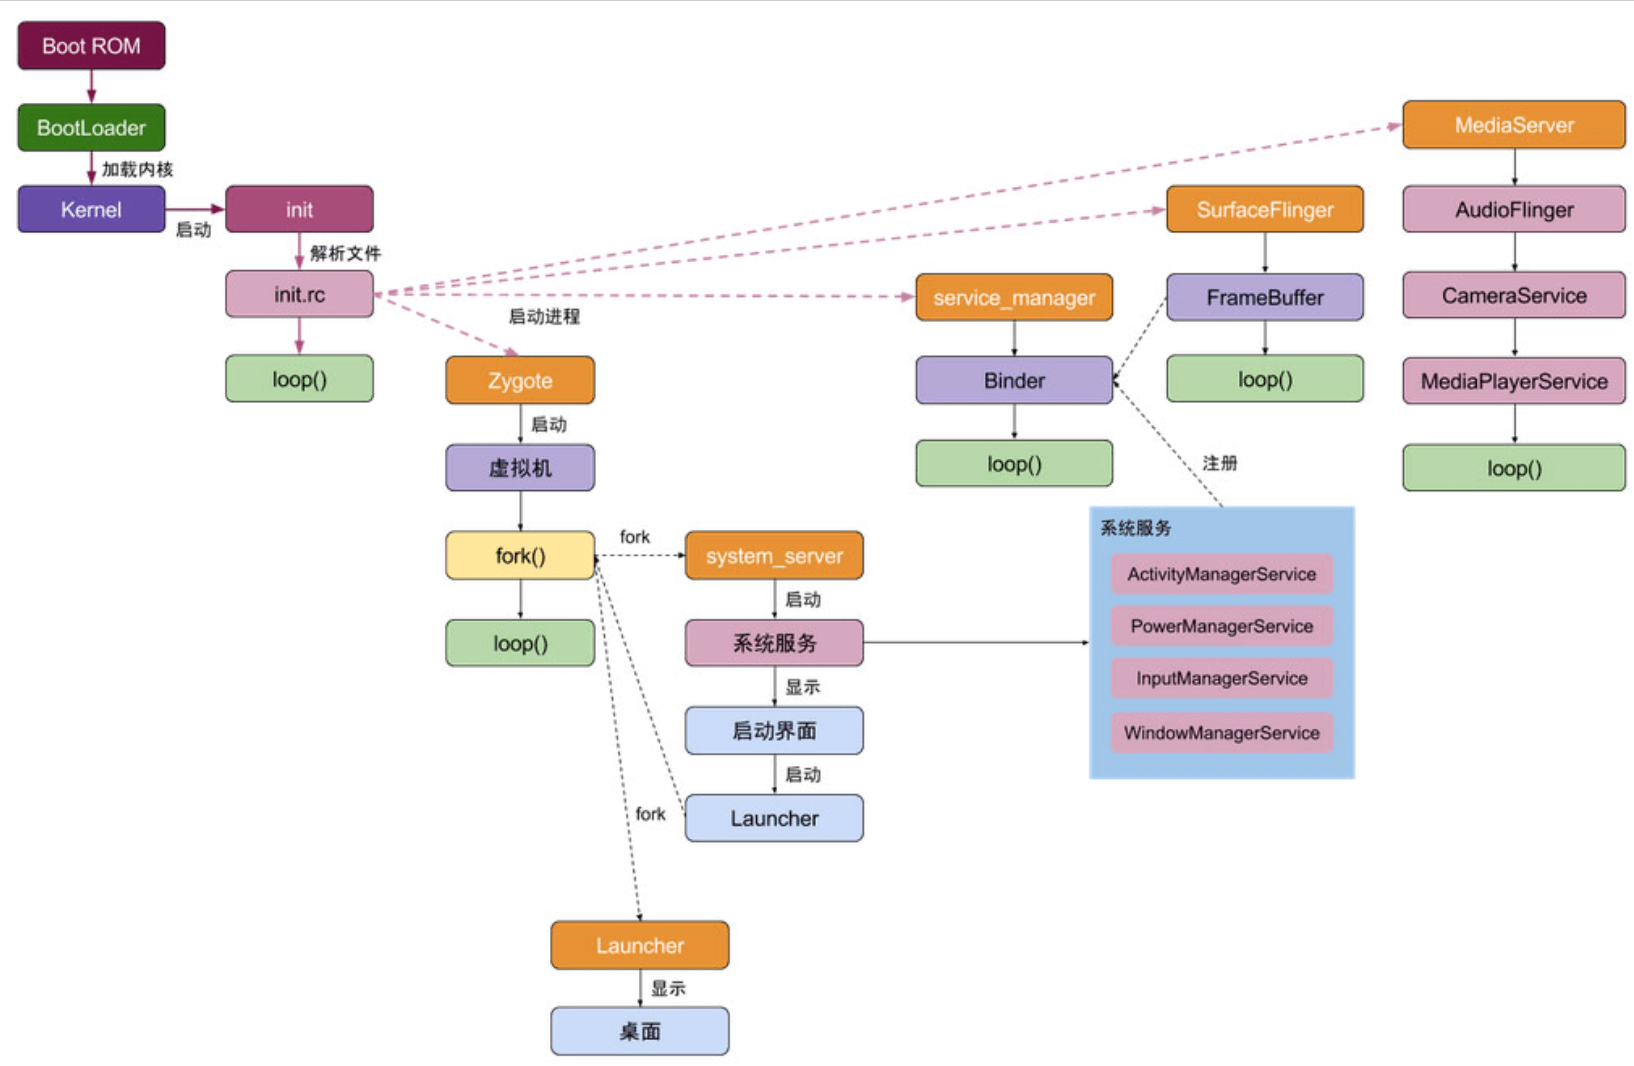 Boot ROM
BootLoader
加载内核
Kernel
启动
init
解析文件
init.rc
loop()
启动进程
Zygote
启动
虚拟机
fork()
loop()
fork
system_server
启动
系统服务
显示
启动界面
启动
Launcher
fork
Launcher
显示
桌面
service_manager
Binder
loop()
SurfaceFlinger
FrameBuffer
loop()
注册
系统服务
ActivityManagerService
PowerManagerService
InputManagerService
WindowManagerService
MediaServer
AudioFlinger
CameraService
MediaPlayerService
loop()